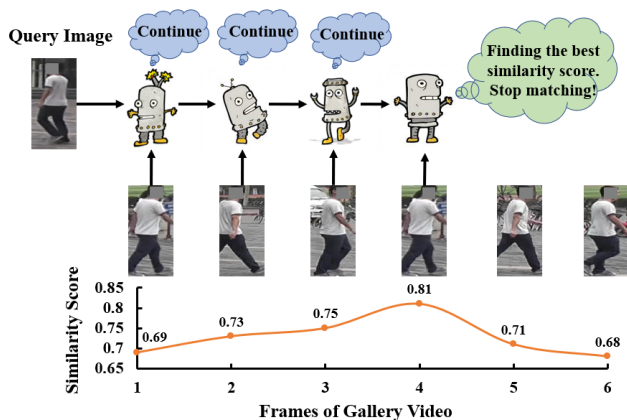 Query Image
Continue
Continue
Continue
Finding the best
similarity score.
Stop matching!
Similarity Score
0.85
0.8
0.75
0.7
0.65
0.69
0.73
0.75
0.81
0.71
0.68
1
2
3
4
5
6
Frames of Gallery Video